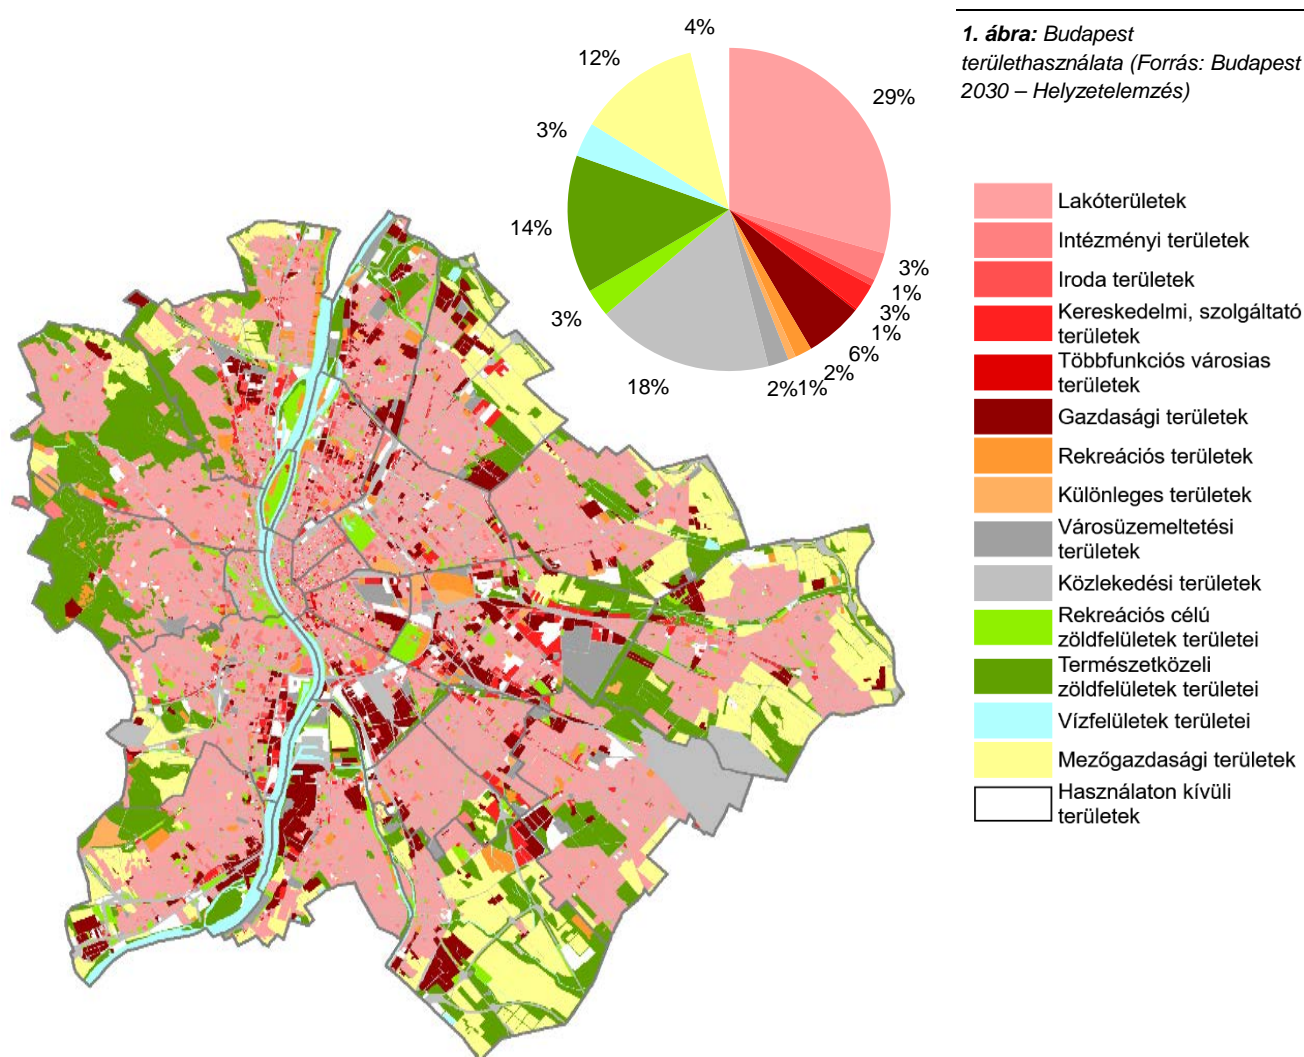 1. ábra: Budapest
területhasználata (Forrás: Budapest
2030 – Helyzetelemzés)
4%
12%
29%
3%
14%
3%
3%
1%
3%
1%
6%
2%
18%
2%1%
Lakóterületek
Intézményi területek
Iroda területek
Kereskedelmi, szolgáltató
területek
Többfunkciós városias
területek
Gazdasági területek
Rekreációs területek
Különleges területek
Városüzemeltetési
területek
Közlekedési területek
Rekreációs célú
zöldfelületek területei
Természetközeli
zöldfelületek területei
Vízfelületek területei
Mezőgazdasági területek
Használaton kívüli
területek